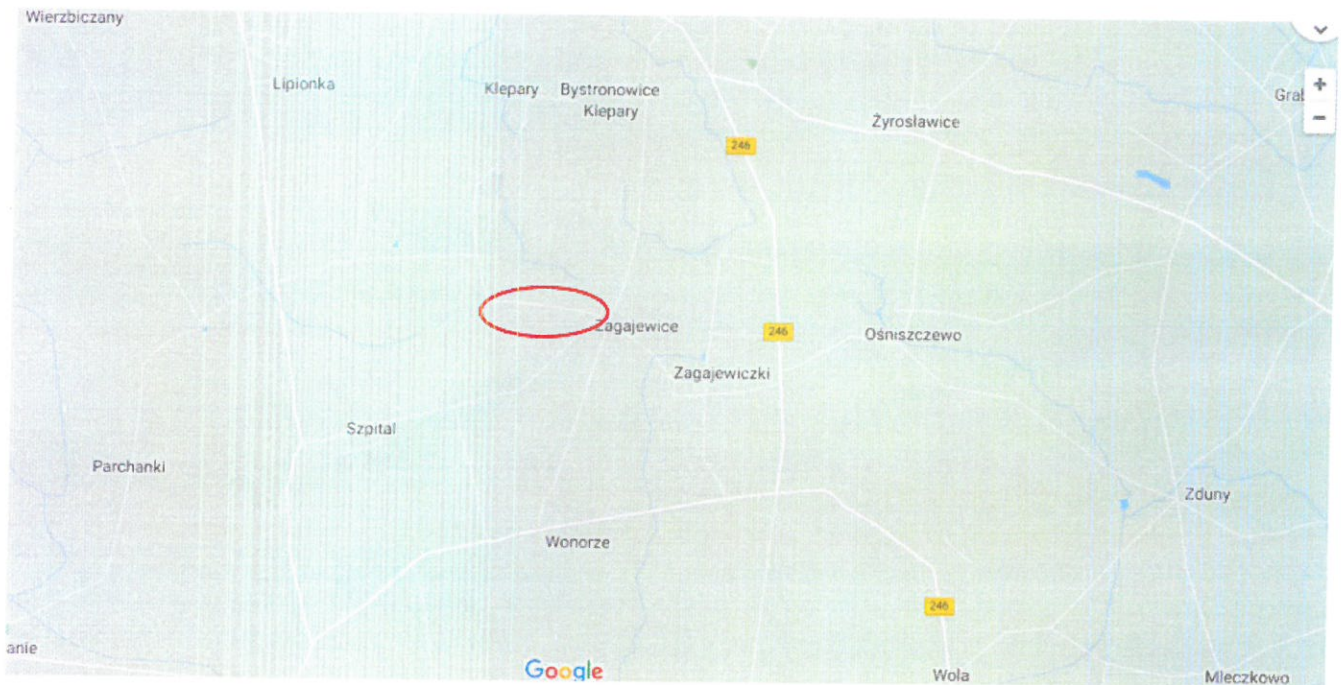 Wierzbiczany
Lipionka
Klepary
Bystronowice
Klepary
Żyrosławice
246
+
−
Zagajewice
246
Ośniszczewo
Zagajewiczki
Szpital
Parchanki
Zduny
Wonorze
246
anie
Google
Wola
Mleczkowo